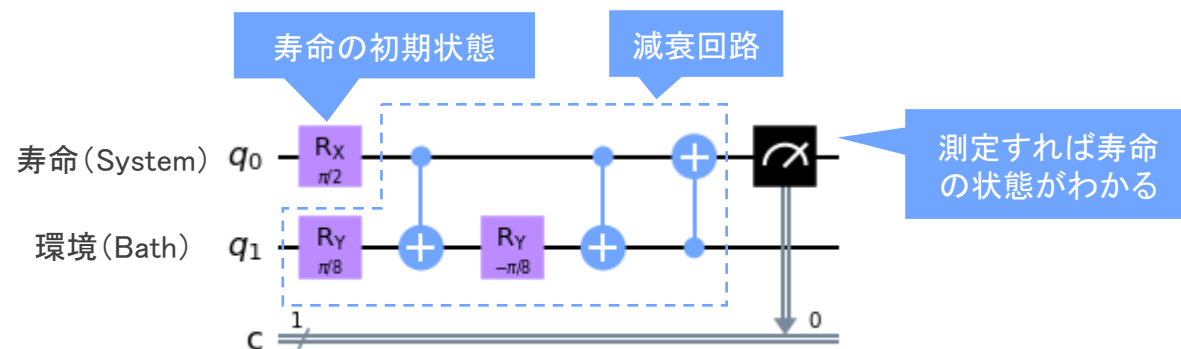 寿命の初期状態
減衰回路
寿命(System) q0
RX
π/2
測定すれば寿命
の状態がわかる
環境(Bath) q1
RY
π/8
RY
−π/8
c
1
0